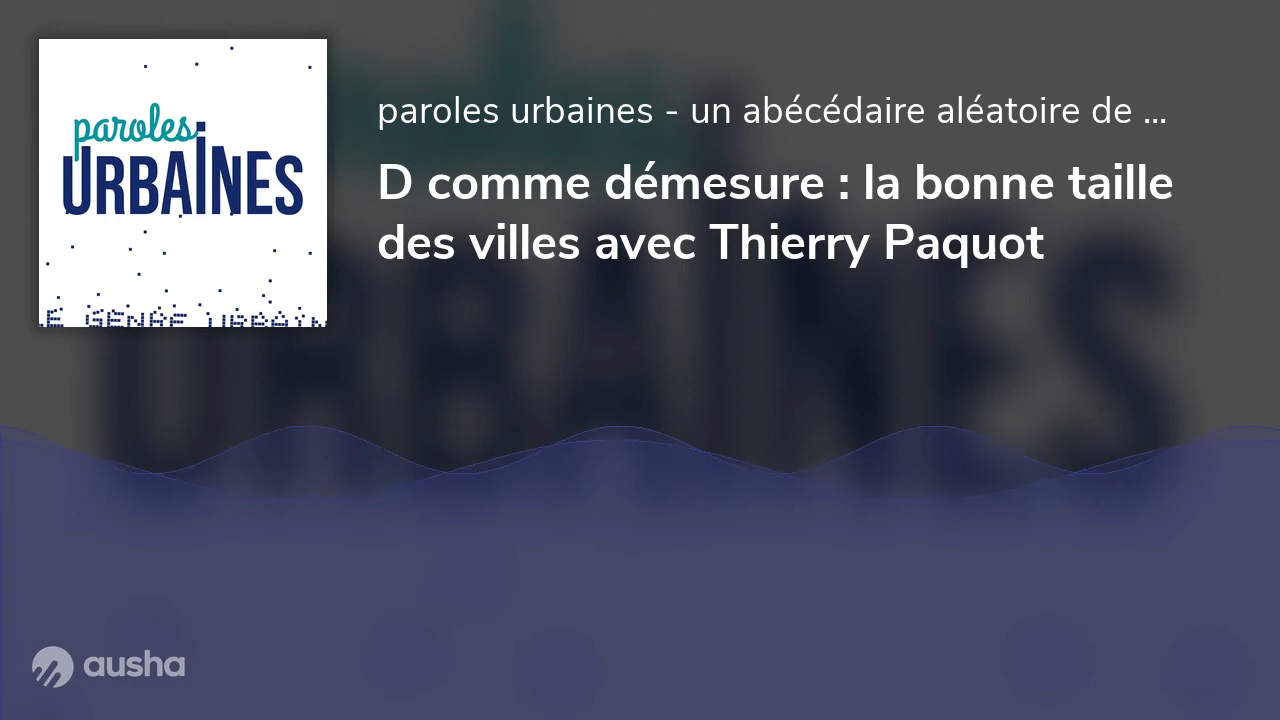 paroles
URBAINES
paroles urbaines - un abécédaire aléatoire de ...
D comme démesure : la bonne taille
des villes avec Thierry Paquot
ausha